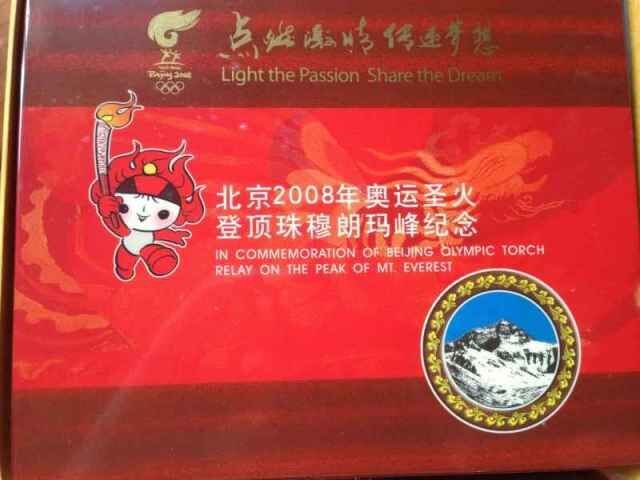 点燃激情 传递梦想
Light the Passion Share the Dream
Beijing 2008
北京2008年奥运圣火
登顶珠穆朗玛峰纪念
IN COMMEMORATION OF BEIJING OLYMPIC TORCH
RELAY ON THE PEAK OF MT. EVEREST